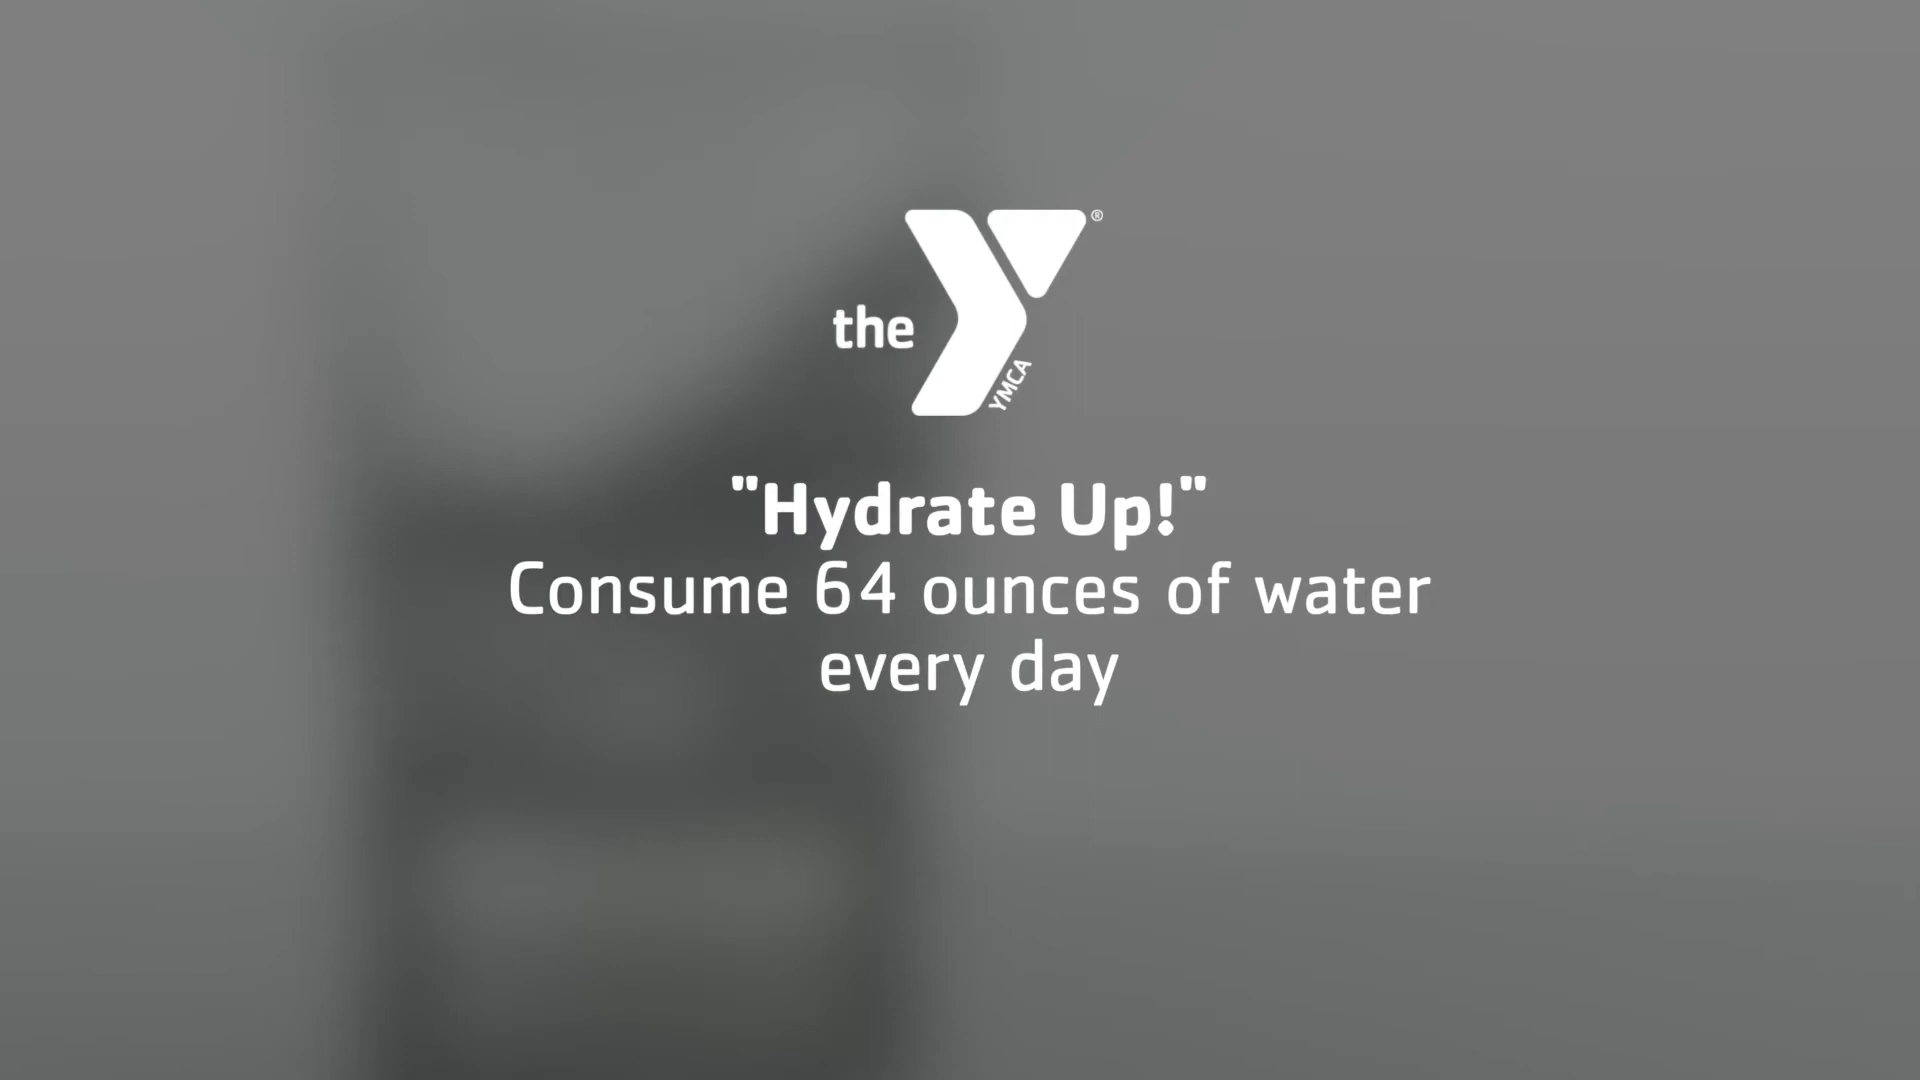 the Y®
YMCA
"Hydrate Up!"
Consume 64 ounces of water
every day